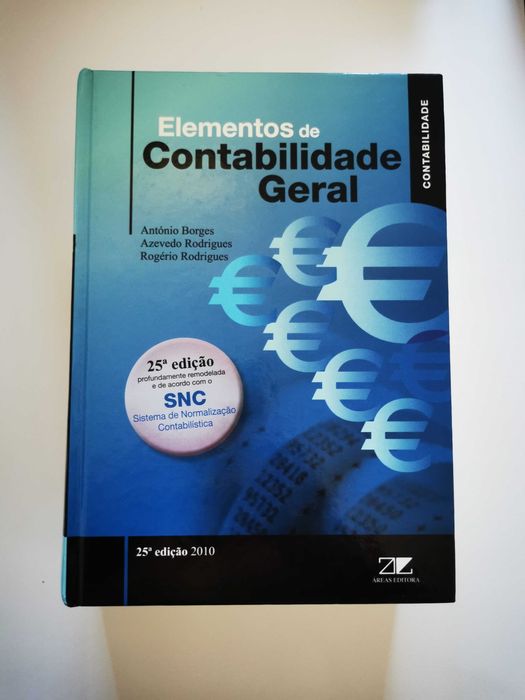 CONTABILIDADE
Elementos de
Contabilidade
Geral
António Borges
Azevedo Rodrigues
Rogério Rodrigues
25ª edição
profundamente remodelada
e de acordo com o
SNC
Sistema de Normalização
Contabilística
25ª edição 2010
ÁREAS EDITORA